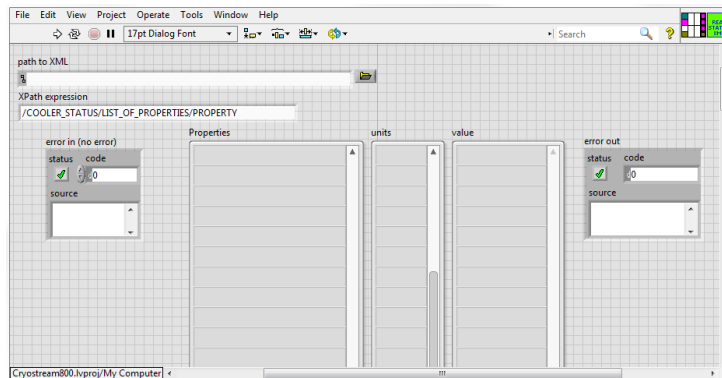 File Edit View Project Operate Tools Window Help
17pt Dialog Font
Search
path to XML
XPath expression
/COOLER_STATUS/LIST_OF_PROPERTIES/PROPERTY
Properties units value
error in (no error)
status code
0
source
error out
status code
0
source
Cryostream800.lvproj/My Computer